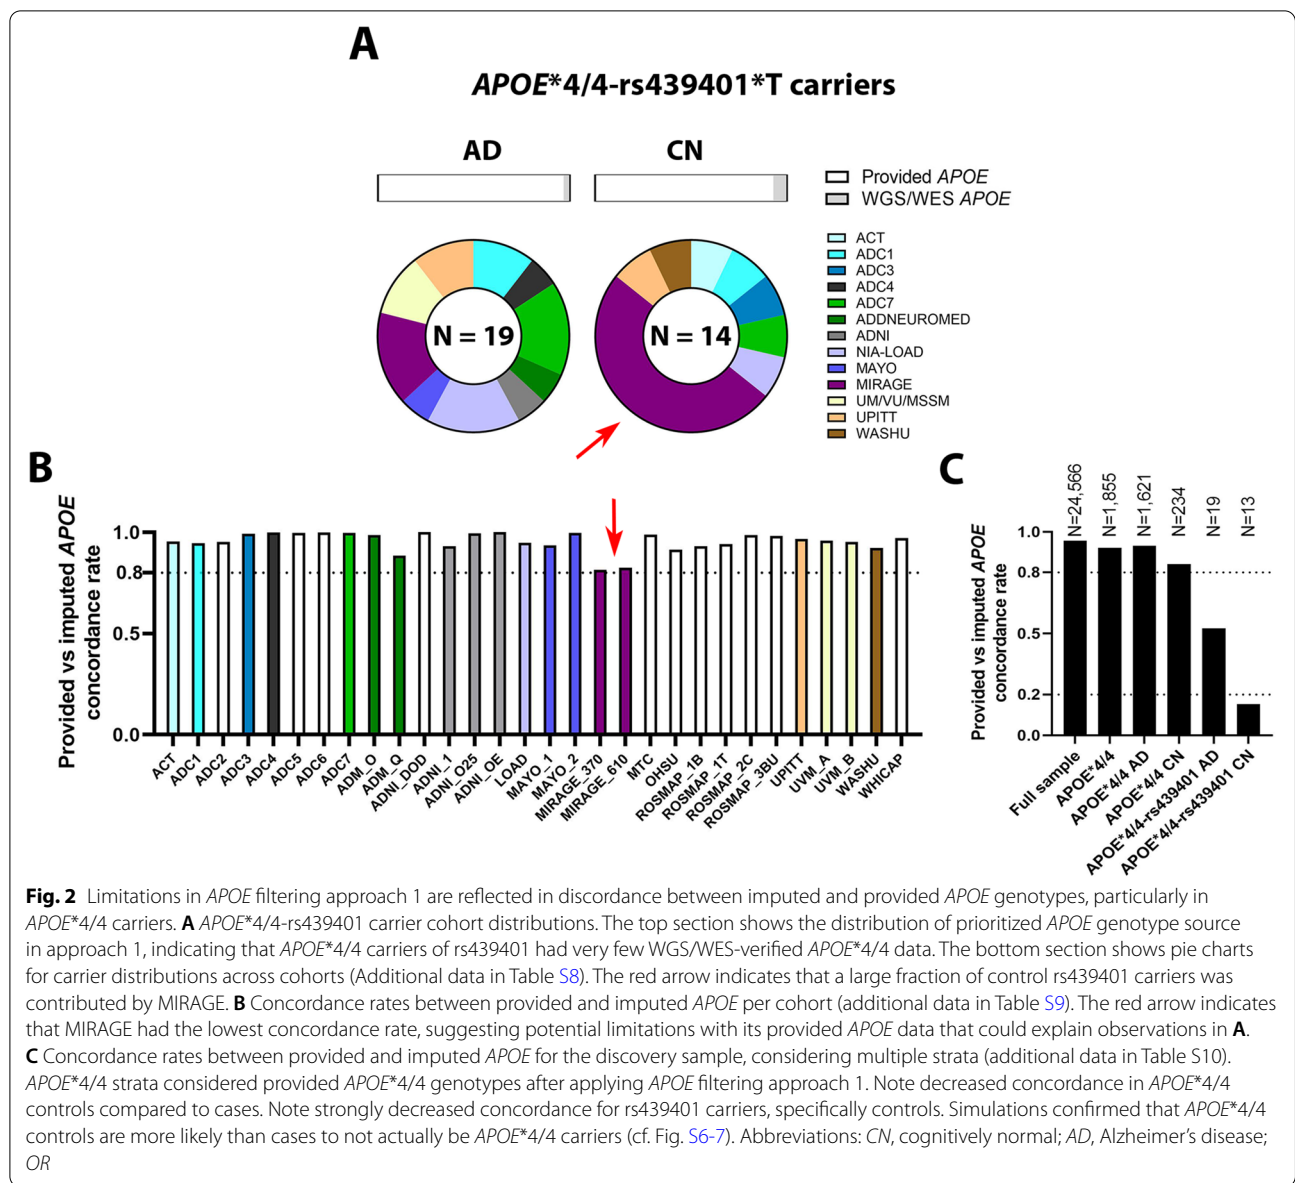 A
APOE*4/4-rs439401*T carriers
AD
CN
Provided APOE
WGS/WES APOE
N = 19
N = 14
ACT
ADC1
ADC3
ADC4
ADC7
ADDNEUROMED
ADNI
NIA-LOAD
MAYO
MIRAGE
UM/VU/MSSM
UPITT
WASHU
B
Provided vs imputed APOE
concordance rate
1.0
0.8
0.5
0.0
ACT
ADC1
ADC2
ADC3
ADC4
ADC5
ADC6
ADC7
ADM_O
ADM_Q
ADNI_DOD
ADNI_1
ADNI_O25
ADNI_OE
LOAD
MAYO_1
MAYO_2
MIRAGE_370
MIRAGE_610
MTC
OHSU
ROSMAP_1B
ROSMAP_1T
ROSMAP_2C
ROSMAP_3BU
UPITT
UVM_A
UVM_B
WASHU
WHICAP
C
Provided vs imputed APOE
concordance rate
1.0
0.8
0.5
0.2
0.0
N=24,566
N=1,855
N=1,621
N=234
N=19
N=13
Full sample
APOE*4/4
APOE*4/4 AD
APOE*4/4 CN
APOE*4/4-rs439401 AD
APOE*4/4-rs439401 CN
Fig. 2 Limitations in APOE filtering approach 1 are reflected in discordance between imputed and provided APOE genotypes, particularly in
APOE*4/4 carriers. A APOE*4/4-rs439401 carrier cohort distributions. The top section shows the distribution of prioritized APOE genotype source
in approach 1, indicating that APOE*4/4 carriers of rs439401 had very few WGS/WES-verified APOE*4/4 data. The bottom section shows pie charts
for carrier distributions across cohorts (Additional data in Table S8). The red arrow indicates that a large fraction of control rs439401 carriers was
contributed by MIRAGE. B Concordance rates between provided and imputed APOE per cohort (additional data in Table S9). The red arrow indicates
that MIRAGE had the lowest concordance rate, suggesting potential limitations with its provided APOE data that could explain observations in A.
C Concordance rates between provided and imputed APOE for the discovery sample, considering multiple strata (additional data in Table S10).
APOE*4/4 strata considered provided APOE*4/4 genotypes after applying APOE filtering approach 1. Note decreased concordance in APOE*4/4
controls compared to cases. Note strongly decreased concordance for rs439401 carriers, specifically controls. Simulations confirmed that APOE*4/4
controls are more likely than cases to not actually be APOE*4/4 carriers (cf. Fig. S6-7). Abbreviations: CN, cognitively normal; AD, Alzheimer's disease;
OR